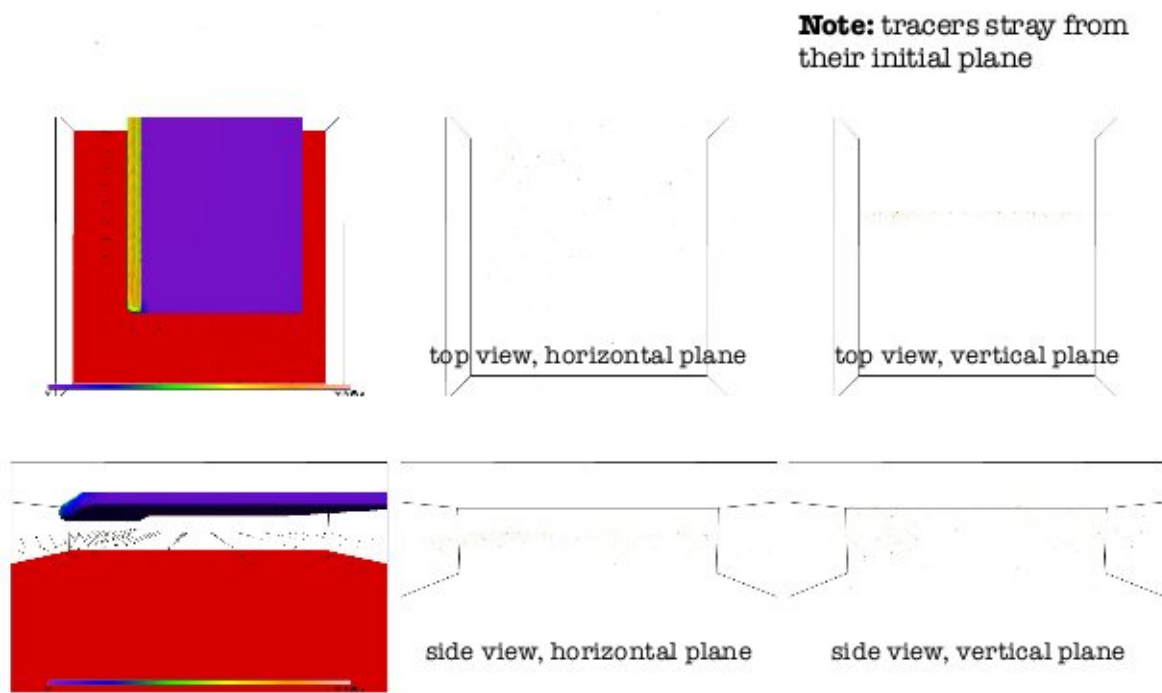 Note: tracers stray from
their initial plane
top view, horizontal plane
top view, vertical plane
side view, horizontal plane
side view, vertical plane